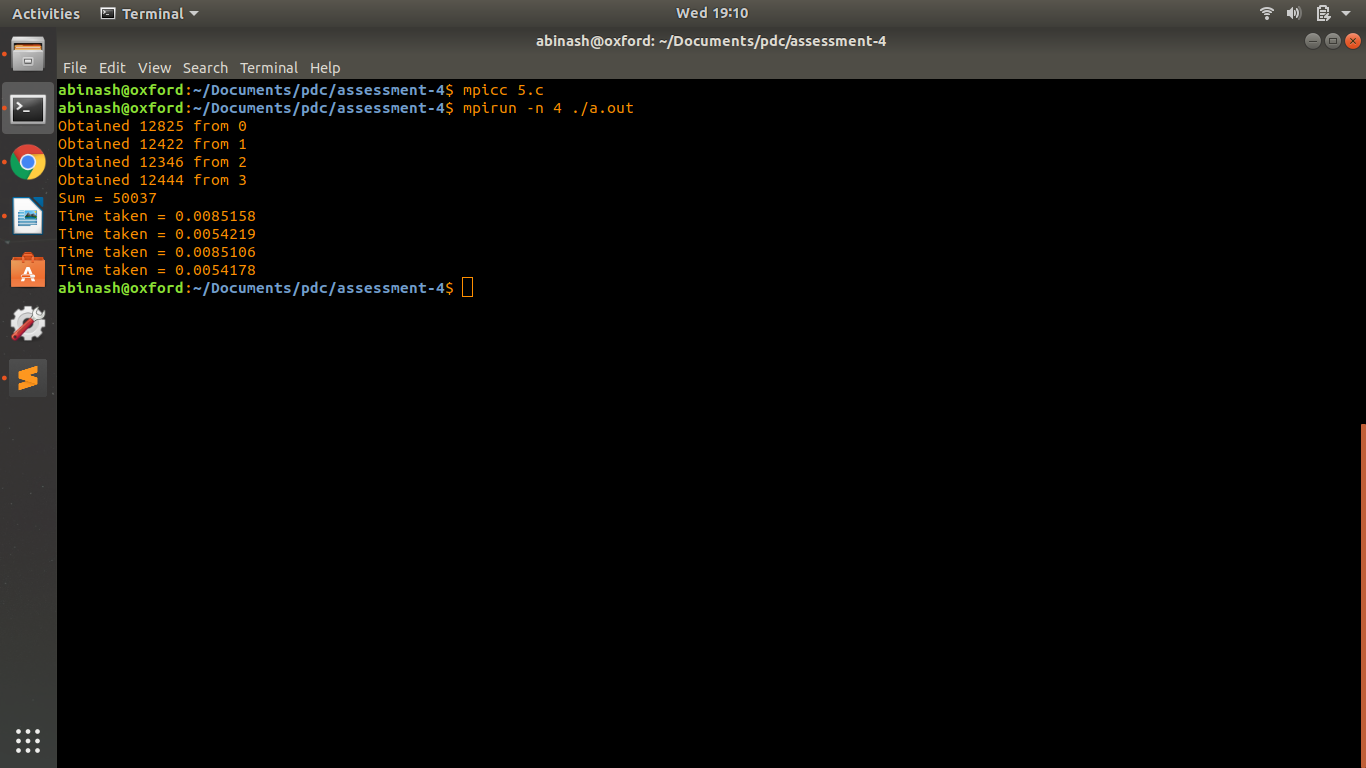 Activities Terminal Wed 19:10
abinash@oxford: ~/Documents/pdc/assessment-4
File Edit View Search Terminal Help
abinash@oxford:~/Documents/pdc/assessment-4$ mpicc 5.c
abinash@oxford:~/Documents/pdc/assessment-4$ mpirun -n 4 ./a.out
Obtained 12825 from 0
Obtained 12422 from 1
Obtained 12346 from 2
Obtained 12444 from 3
Sum = 50037
Time taken = 0.0085158
Time taken = 0.0054219
Time taken = 0.0085106
Time taken = 0.0054178
abinash@oxford:~/Documents/pdc/assessment-4$